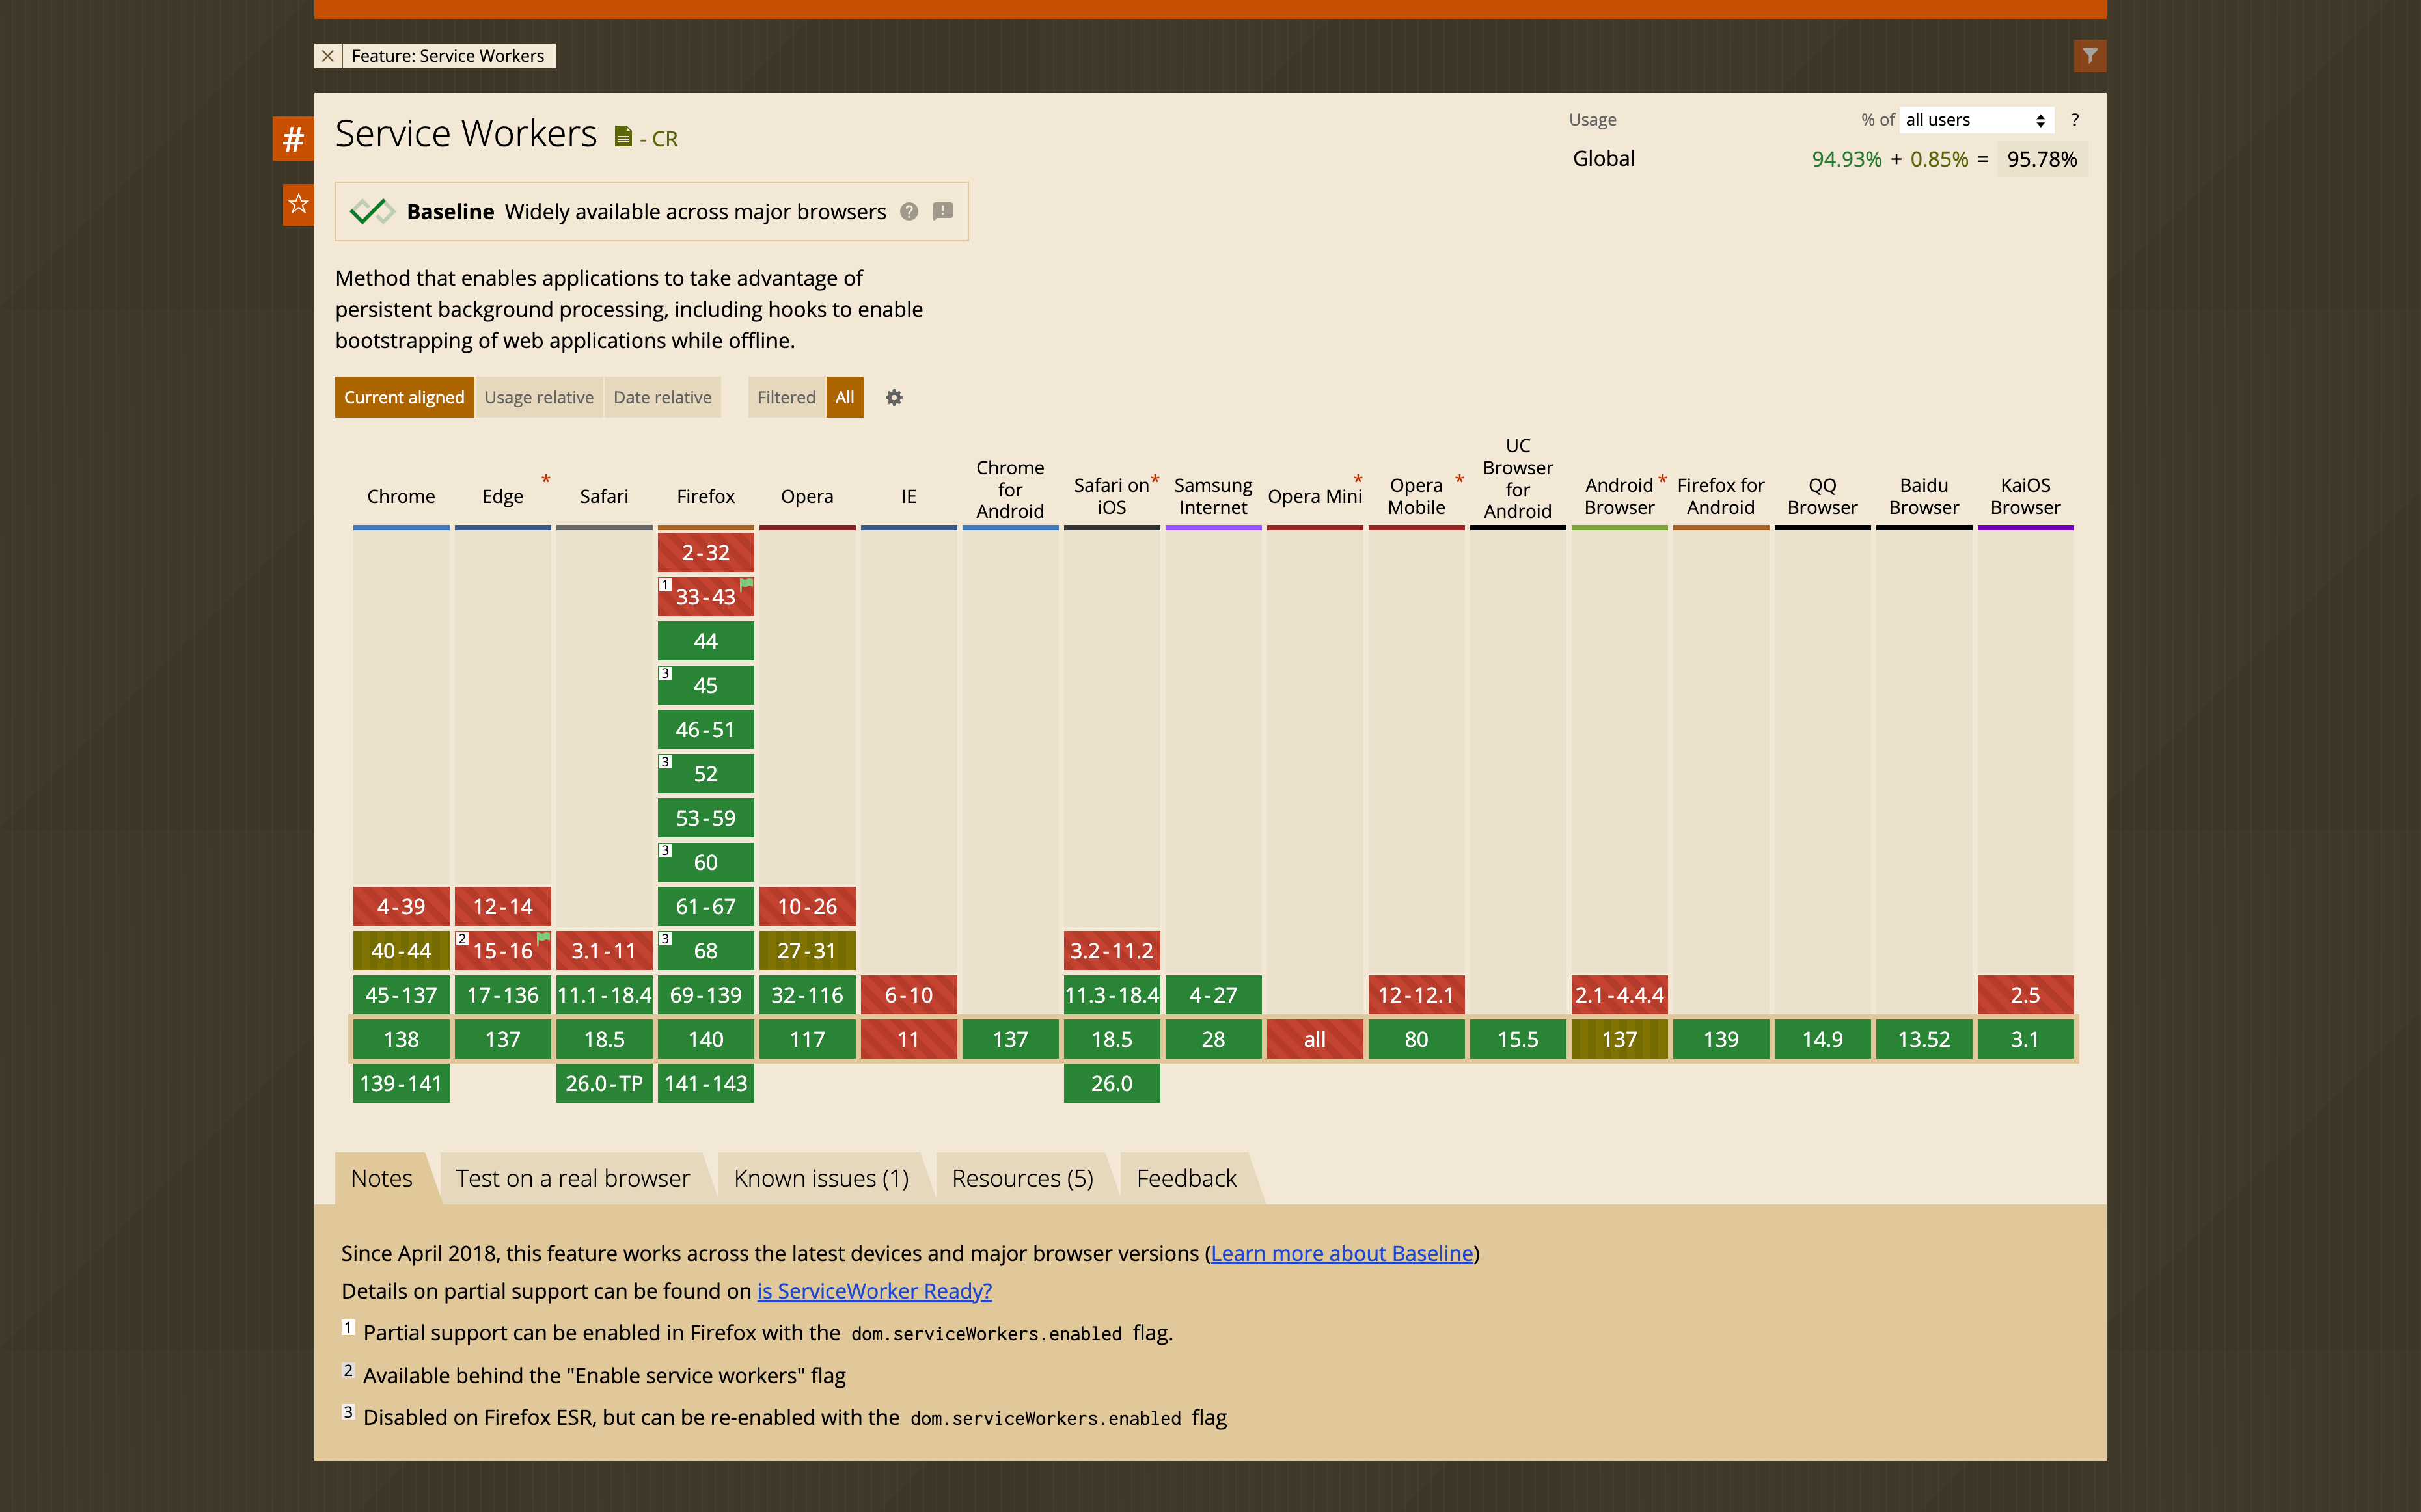 Feature: Service Workers
#
Service Workers - CR
Usage % of all users ?
Global 94.93% + 0.85% = 95.78%
Baseline Widely available across major browsers ? !
Method that enables applications to take advantage of
persistent background processing, including hooks to enable
bootstrapping of web applications while offline.
Current aligned Usage relative Date relative Filtered All
Chrome
Edge *
Safari
Firefox
Opera
IE
Chrome for Android
Safari on iOS *
Samsung Internet
Opera Mini *
Opera Mobile *
UC Browser for Android
Android Browser *
Firefox for Android
QQ Browser
Baidu Browser
KaiOS Browser
2-32
1 33-43
44
3 45
46-51
3 52
53-59
3 60
4-39 12-14 61-67 10-26
40-44 2 15-16 3.1-11 3 68 27-31 3.2-11.2
45-137 17-136 11.1-18.4 69-139 32-116 6-10 11.3-18.4 4-27 12-12.1 2.1-4.4.4 2.5
138 137 18.5 140 117 11 137 18.5 28 all 80 15.5 137 139 14.9 13.52 3.1
139-141 26.0-TP 141-143 26.0
Notes Test on a real browser Known issues (1) Resources (5) Feedback
Since April 2018, this feature works across the latest devices and major browser versions (Learn more about Baseline)
Details on partial support can be found on is ServiceWorker Ready?
1 Partial support can be enabled in Firefox with the dom.serviceWorkers.enabled flag.
2 Available behind the "Enable service workers" flag
3 Disabled on Firefox ESR, but can be re-enabled with the dom.serviceWorkers.enabled flag